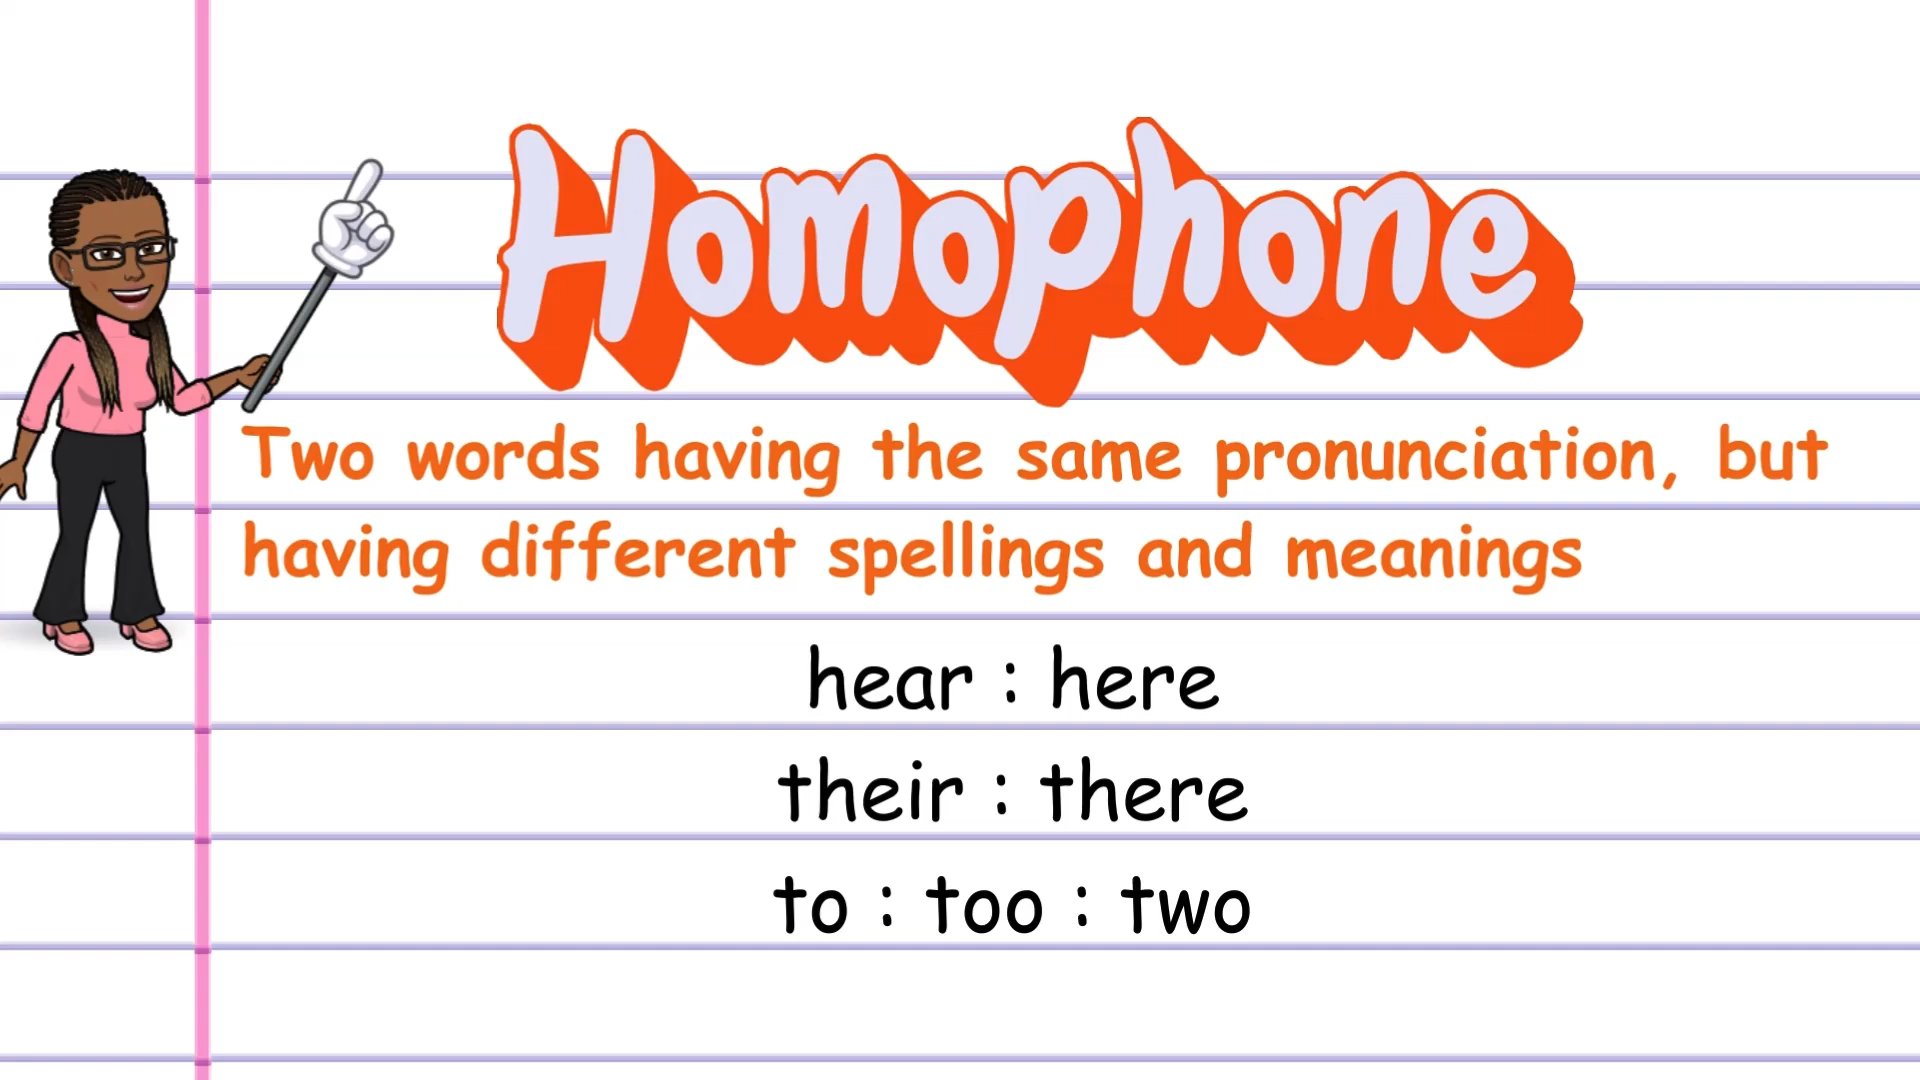 Homophone
Two words having the same pronunciation, but
having different spellings and meanings
hear : here
their : there
to : too : two